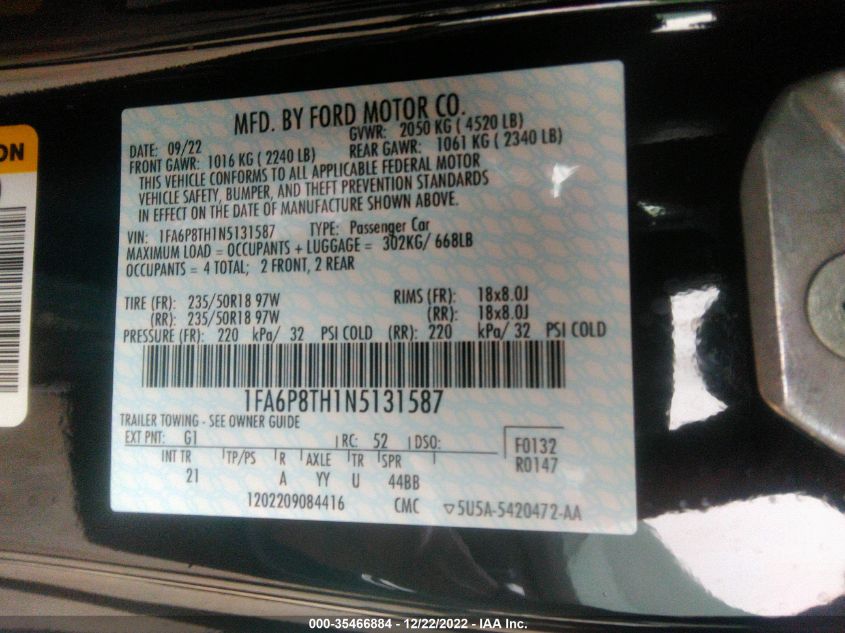 ON
MFD. BY FORD MOTOR CO.
DATE: 09/22 GVWR: 2050 KG ( 4520 LB)
FRONT GAWR: 1016 KG ( 2240 LB) REAR GAWR: 1061 KG ( 2340 LB)
THIS VEHICLE CONFORMS TO ALL APPLICABLE FEDERAL MOTOR
VEHICLE SAFETY, BUMPER, AND THEFT PREVENTION STANDARDS
IN EFFECT ON THE DATE OF MANUFACTURE SHOWN ABOVE.
VIN: 1FA6P8TH1N5131587 TYPE: Passenger Car
MAXIMUM LOAD = OCCUPANTS + LUGGAGE = 302KG/ 668LB
OCCUPANTS = 4 TOTAL; 2 FRONT, 2 REAR
TIRE (FR): 235/50R18 97W RIMS (FR): 18x8.0J
(RR): 235/50R18 97W (RR): 18x8.0J
PRESSURE (FR): 220 kPa/ 32 PSI COLD (RR): 220 kPa/ 32 PSI COLD
1FA6P8TH1N5131587
TRAILER TOWING - SEE OWNER GUIDE
EXT PNT: G1 RC: 52 DSO: F0132
INT TR TP/PS R AXLE TR SPR R0147
21 A YY U 44BB
1202209084416 CMC ▽5U5A-5420472-AA
000-35466884 - 12/22/2022 - IAA Inc.